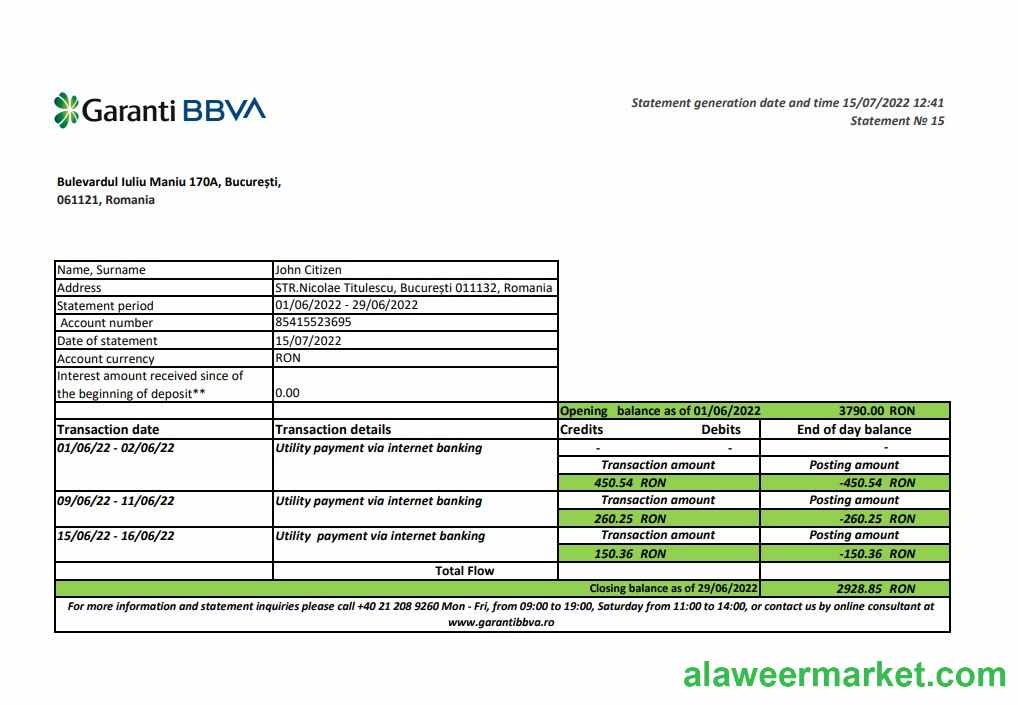 Garanti BBVA
Statement generation date and time 15/07/2022 12:41
Statement № 15
Bulevardul Iuliu Maniu 170A, București,
061121, Romania
Name, Surname John Citizen
Address STR.Nicolae Titulescu, București 011132, Romania
Statement period 01/06/2022 - 29/06/2022
Account number 85415523695
Date of statement 15/07/2022
Account currency RON
Interest amount received since of
the beginning of deposit** 0.00
Opening balance as of 01/06/2022 3790.00 RON
Transaction date Transaction details Credits Debits End of day balance
01/06/22 - 02/06/22 Utility payment via internet banking - - -
Transaction amount Posting amount
450.54 RON -450.54 RON
09/06/22 - 11/06/22 Utility payment via internet banking Transaction amount Posting amount
260.25 RON -260.25 RON
15/06/22 - 16/06/22 Utility payment via internet banking Transaction amount Posting amount
150.36 RON -150.36 RON
Total Flow
Closing balance as of 29/06/2022 2928.85 RON
For more information and statement inquiries please call +40 21 208 9260 Mon - Fri, from 09:00 to 19:00, Saturday from 11:00 to 14:00, or contact us by online consultant at
www.garantibbva.ro
alaweermarket.com